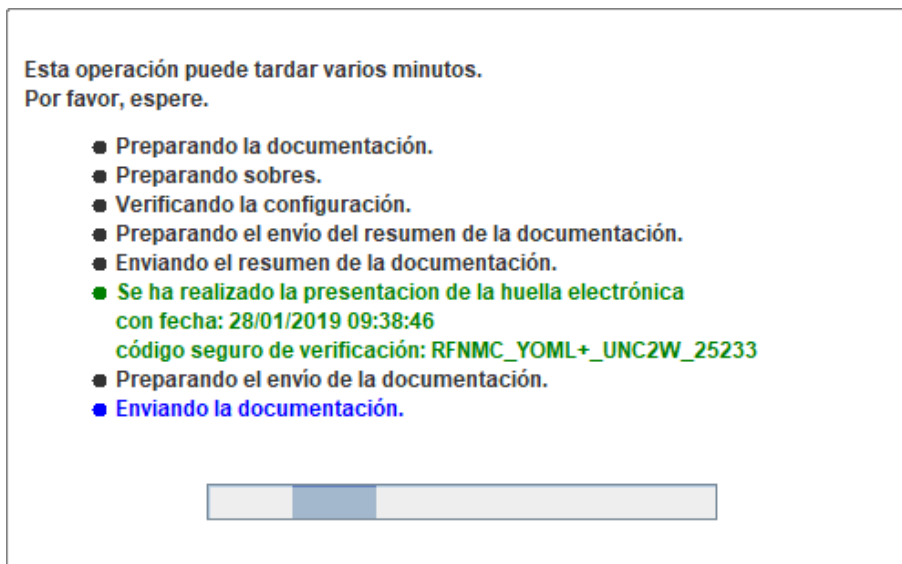 Esta operación puede tardar varios minutos.
Por favor, espere.
Preparando la documentación.
Preparando sobres.
Verificando la configuración.
Preparando el envío del resumen de la documentación.
Enviando el resumen de la documentación.
Se ha realizado la presentacion de la huella electrónica
con fecha: 28/01/2019 09:38:46
código seguro de verificación: RFNMC_YOML+_UNC2W_25233
Preparando el envío de la documentación.
Enviando la documentación.